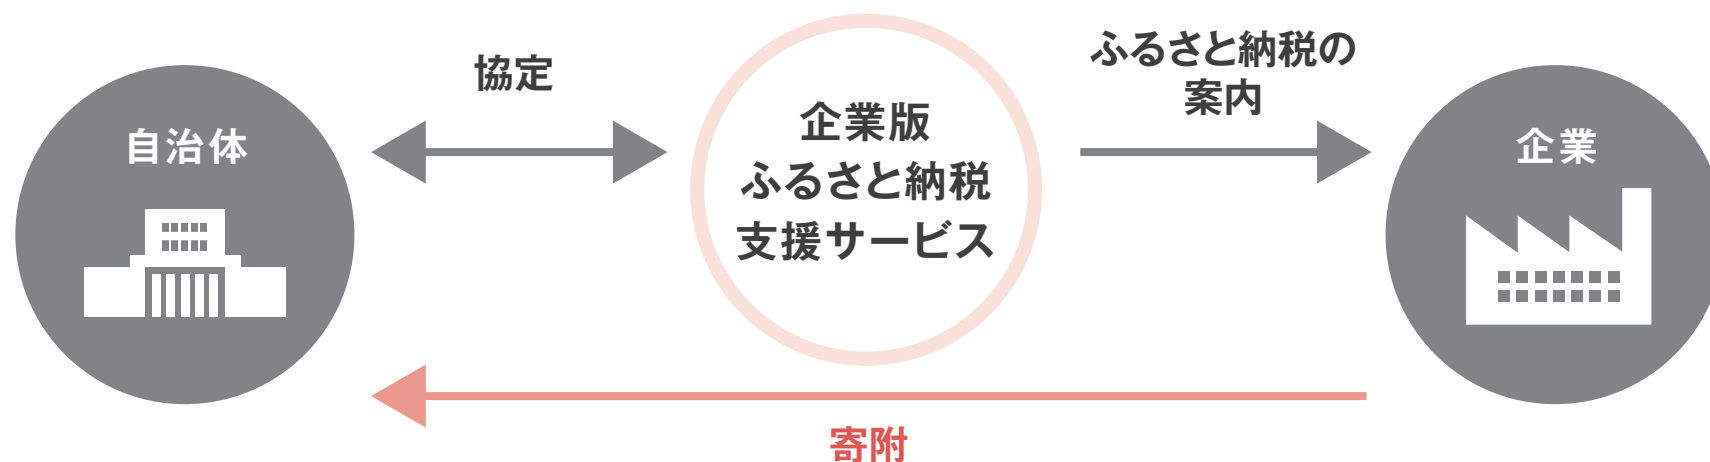 自治体
協定
企業版
ふるさと納税
支援サービス
ふるさと納税の
案内
企業
寄附